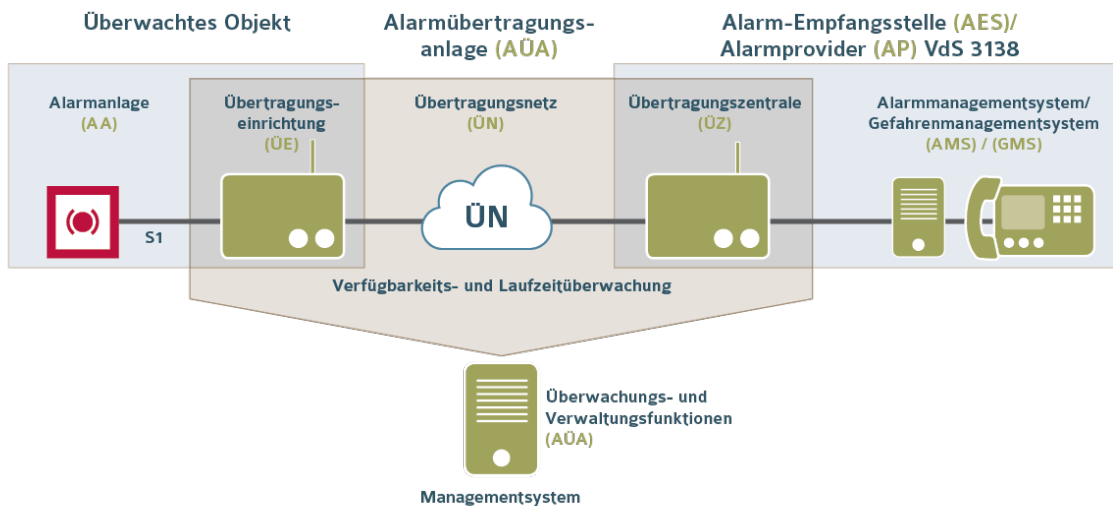 Überwachtes Objekt
Alarmübertragungs-
anlage (AÜA)
Alarm-Empfangsstelle (AES)/
Alarmprovider (AP) VdS 3138
Alarmanlage
(AA)
Übertragungs-
einrichtung
(ÜE)
Übertragungsnetz
(ÜN)
Übertragungszentrale
(ÜZ)
Alarmmanagementsystem/
Gefahrenmanagementsystem
(AMS) / (GMS)
S1
ÜN
Verfügbarkeits- und Laufzeitüberwachung
Überwachungs- und
Verwaltungsfunktionen
(AÜA)
Managementsystem